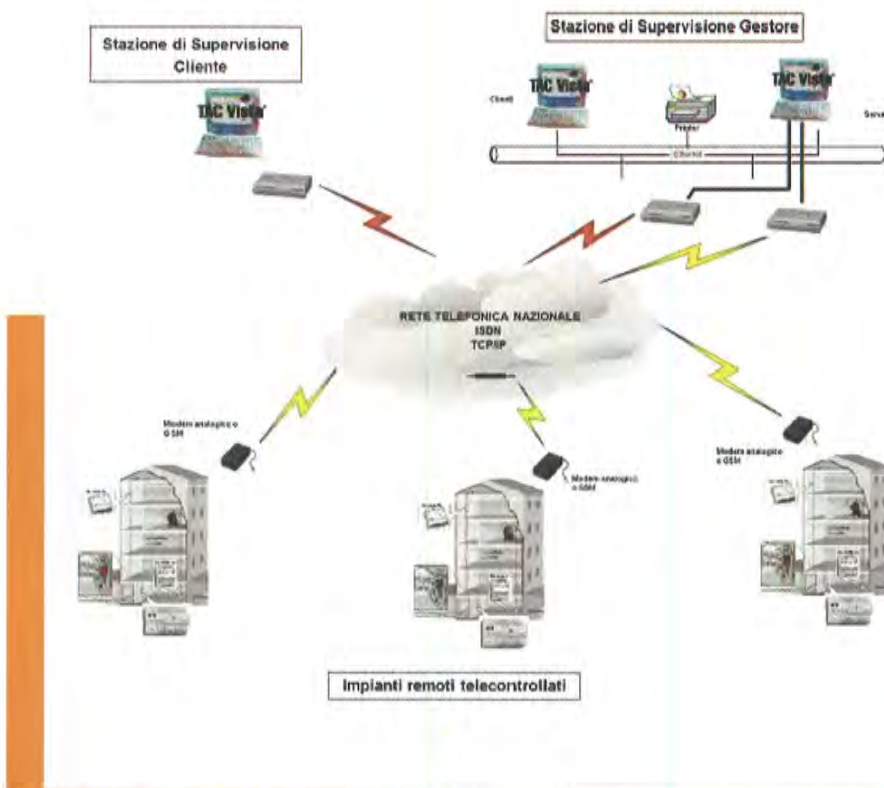 Stazione di Supervisione
Cliente
TAC Vista
Stazione di Supervisione Gestore
TAC Vista
TAC Vista
Printer
Ethernet
RETE TELEFONICA NAZIONALE
ISDN
TCP/IP
Modem analogico o
GSM
Modem analogico
o GSM
Modem analogico
o GSM
Impianti remoti telecontrollati